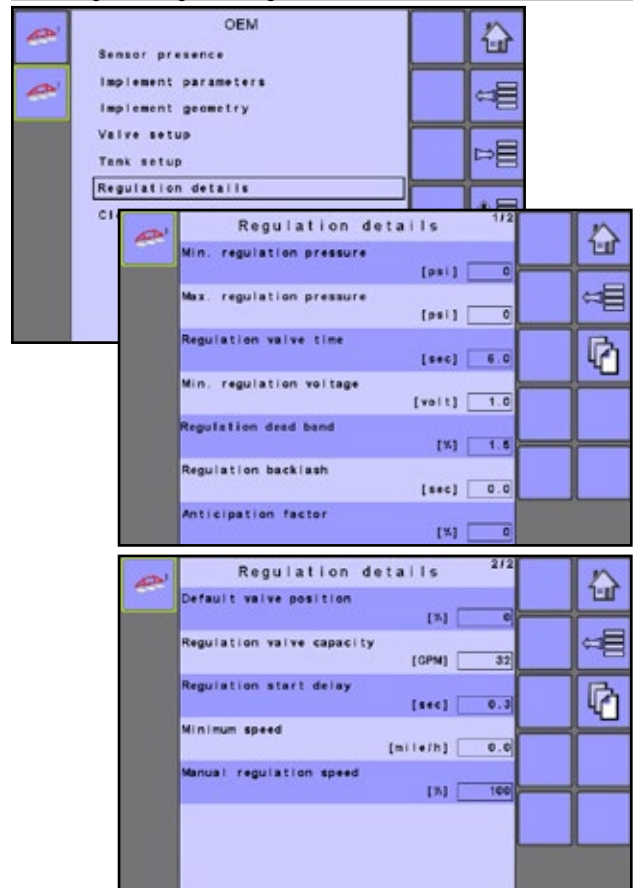 OEM
Sensor presence
Implement parameters
Implement geometry
Valve setup
Tank setup
Regulation details
Regulation details 1/2
Min. regulation pressure
[psi] 0
Max. regulation pressure
[psi] 0
Regulation valve time
[sec] 6.0
Min. regulation voltage
[volt] 1.0
Regulation dead band
[%] 1.5
Regulation backlash
[sec] 0.0
Anticipation factor
[%] 0
Regulation details 2/2
Default valve position
[%] 0
Regulation valve capacity
[GPM] 32
Regulation start delay
[sec] 0.3
Minimum speed
[mile/h] 0.0
Manual regulation speed
[%] 100